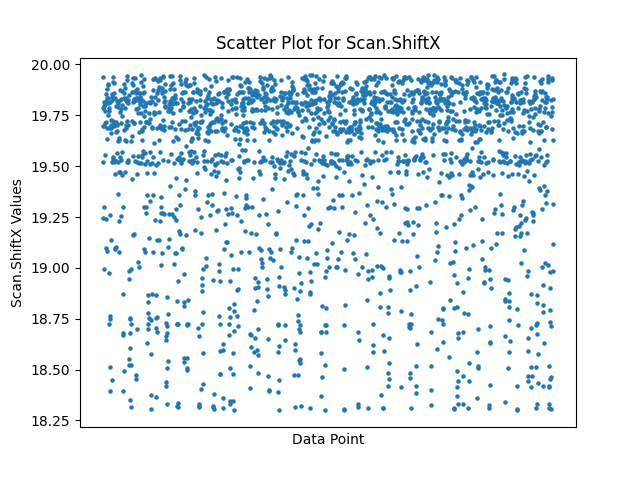 Scatter Plot for Scan.ShiftX
20.00
19.75
19.50
19.25
19.00
18.75
18.50
18.25
Scan.ShiftX Values
Data Point